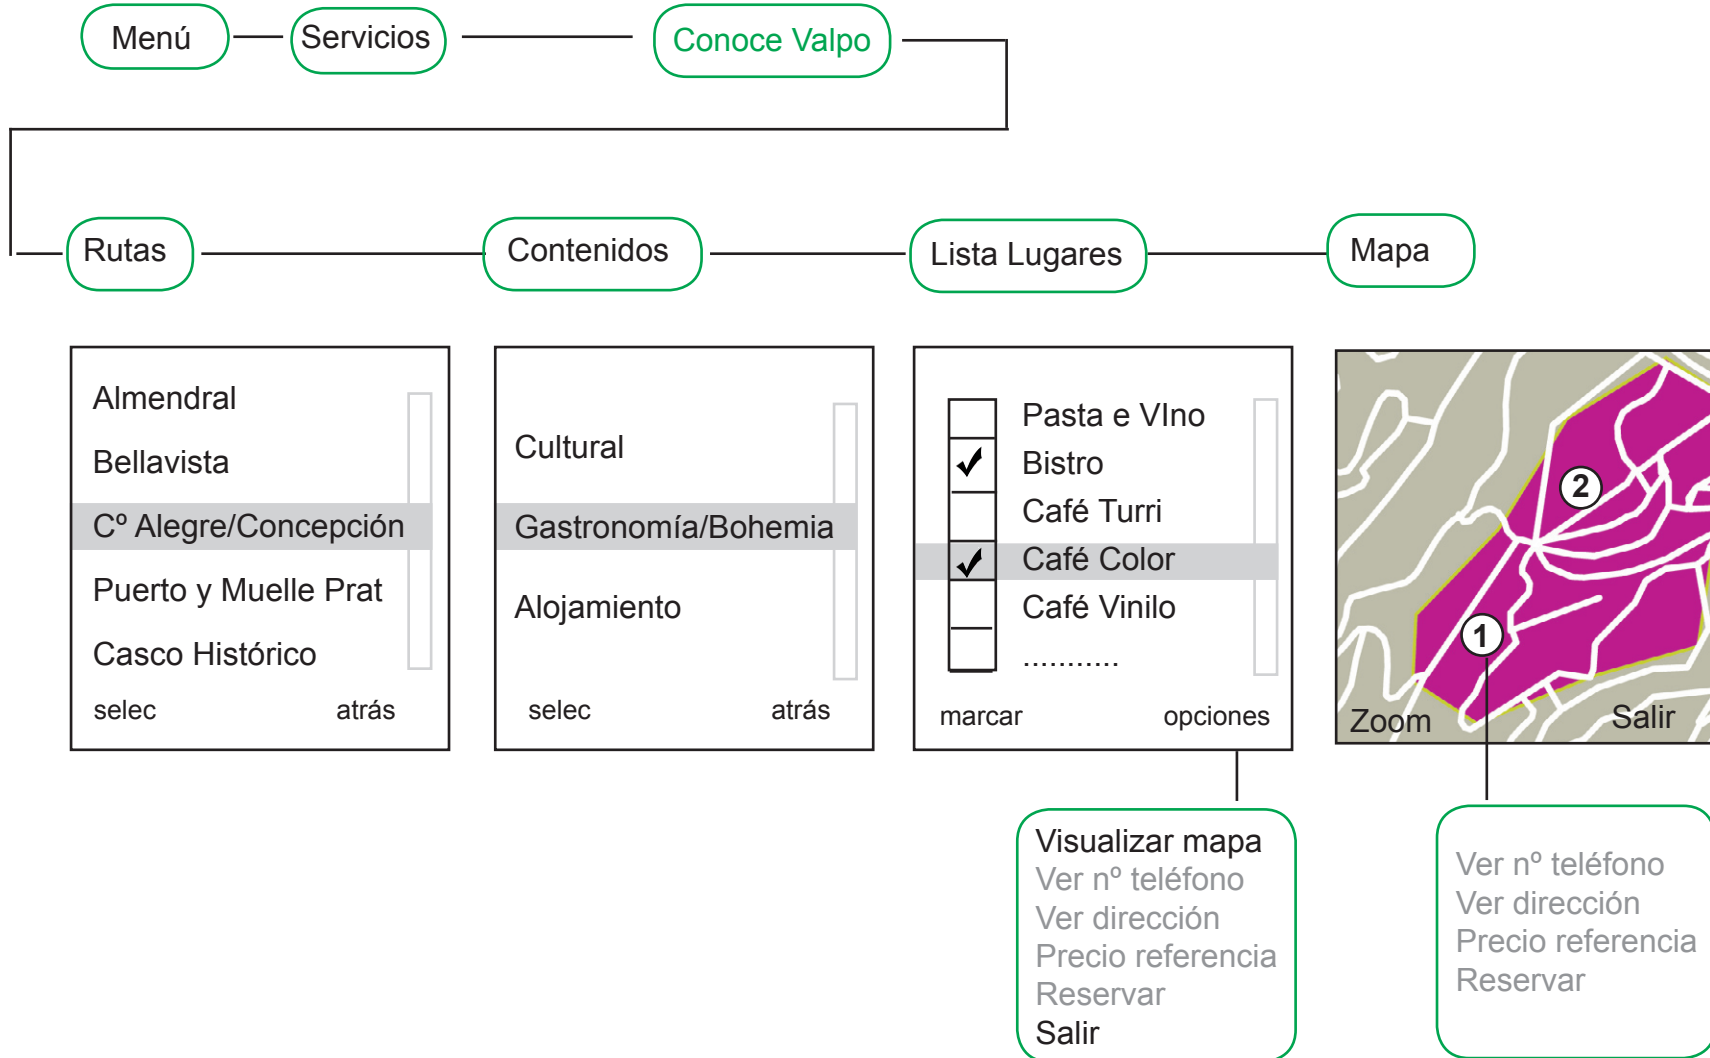 Menú
Servicios
Conoce Valpo
Rutas
Contenidos
Lista Lugares
Mapa
Almendral
Bellavista
Cº Alegre/Concepción
Puerto y Muelle Prat
Casco Histórico
selec
atrás
Cultural
Gastronomía/Bohemia
Alojamiento
selec
atrás
Pasta e VIno
Bistro
Café Turri
Café Color
Café Vinilo
...........
marcar
opciones
2
1
Zoom
Salir
Visualizar mapa
Ver nº teléfono
Ver dirección
Precio referencia
Reservar
Salir
Ver nº teléfono
Ver dirección
Precio referencia
Reservar